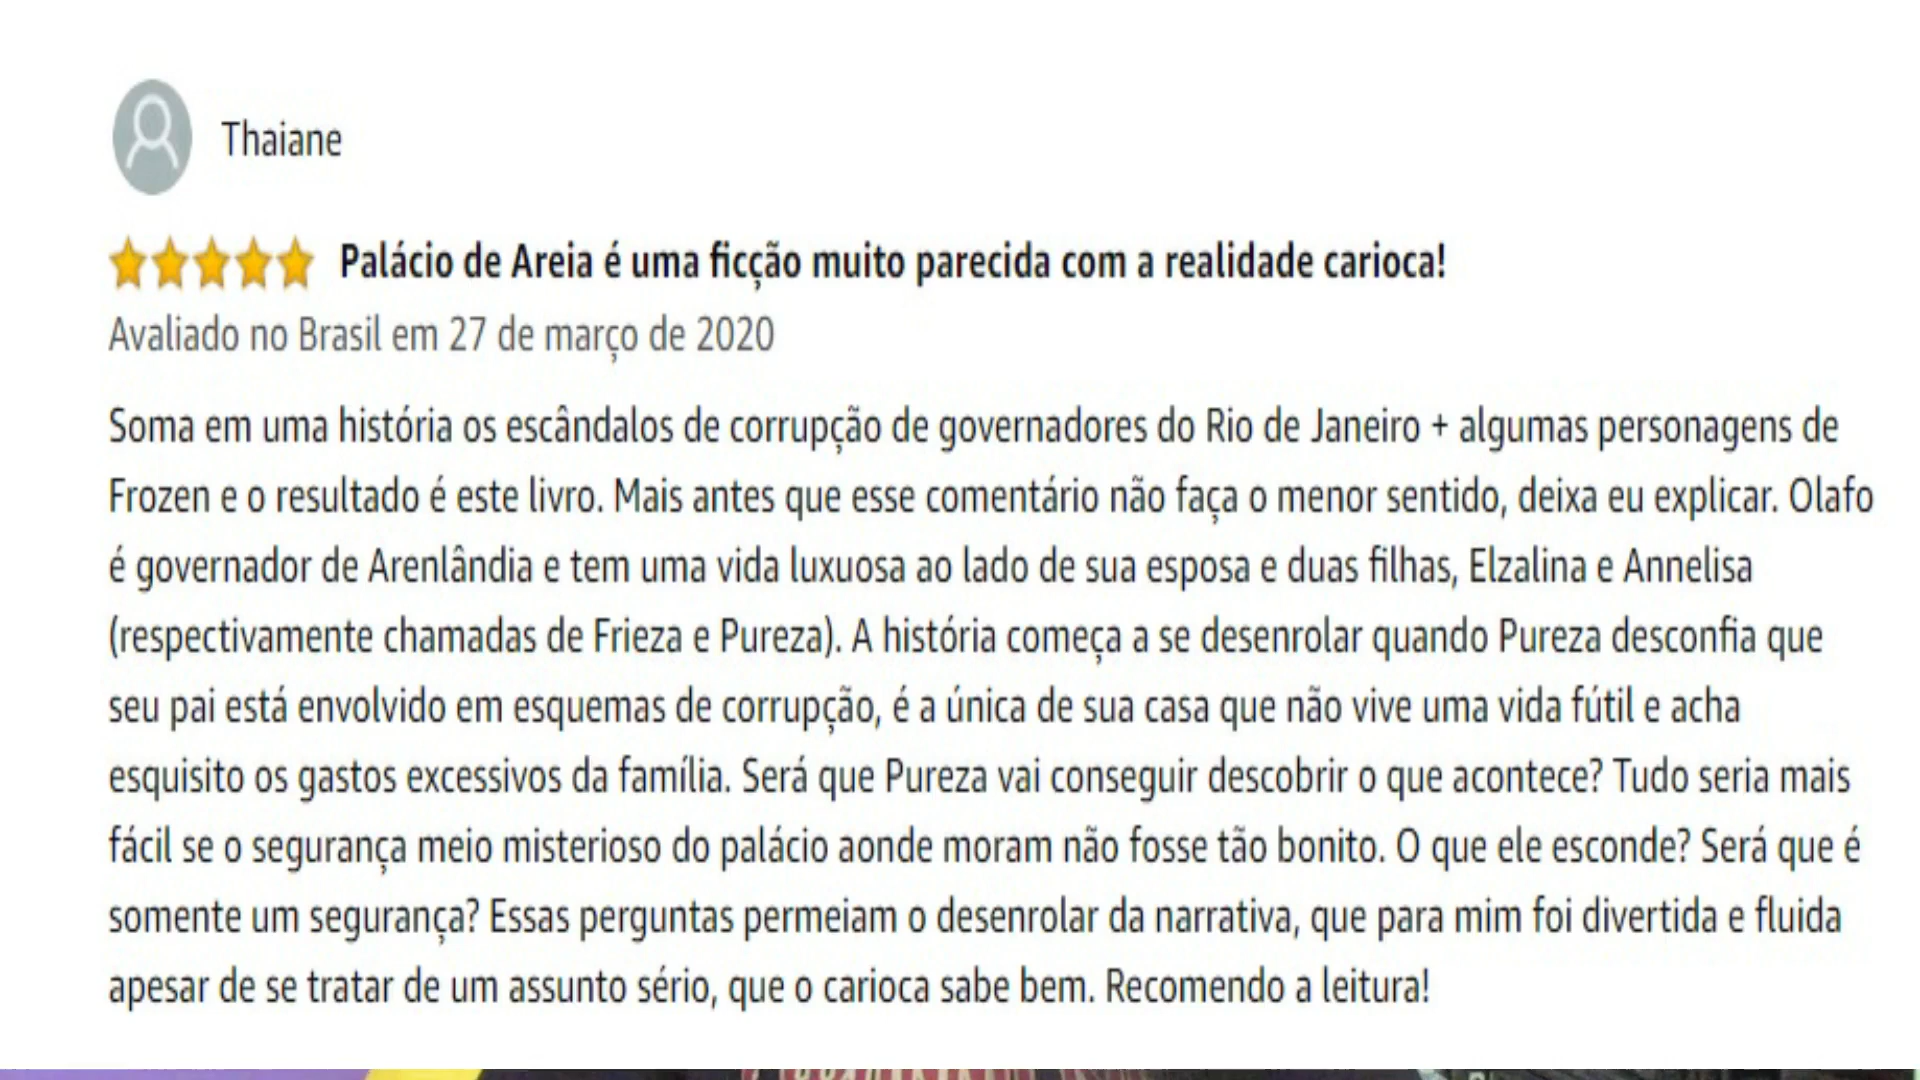 Thaiane
Palácio de Areia é uma ficção muito parecida com a realidade carioca!
Avaliado no Brasil em 27 de março de 2020
Soma em uma história os escândalos de corrupção de governadores do Rio de Janeiro + algumas personagens de
Frozen e o resultado é este livro. Mais antes que esse comentário não faça o menor sentido, deixa eu explicar. Olafo
é governador de Arenlândia e tem uma vida luxuosa ao lado de sua esposa e duas filhas, Elzalina e Annelisa
(respectivamente chamadas de Frieza e Pureza). A história começa a se desenrolar quando Pureza desconfia que
seu pai está envolvido em esquemas de corrupção, é a única de sua casa que não vive uma vida fútil e acha
esquisito os gastos excessivos da família. Será que Pureza vai conseguir descobrir o que acontece? Tudo seria mais
fácil se o segurança meio misterioso do palácio aonde moram não fosse tão bonito. O que ele esconde? Será que é
somente um segurança? Essas perguntas permeiam o desenrolar da narrativa, que para mim foi divertida e fluida
apesar de se tratar de um assunto sério, que o carioca sabe bem. Recomendo a leitura!